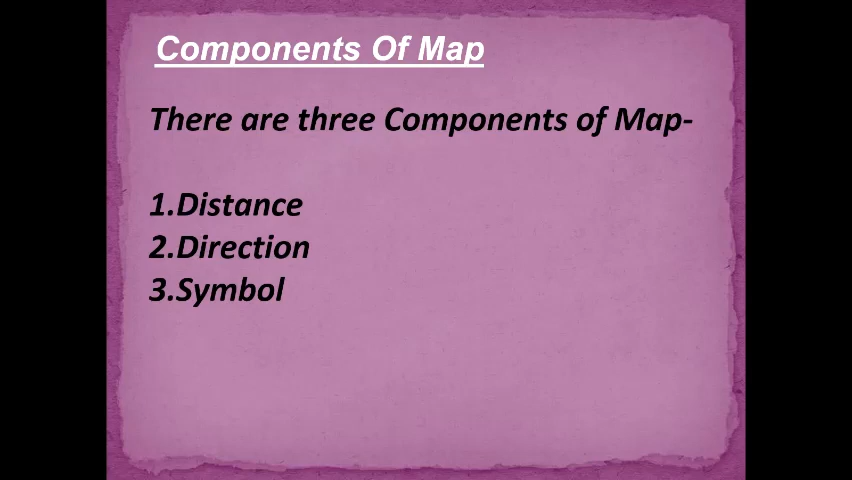 Components Of Map
There are three Components of Map-
1.Distance
2.Direction
3.Symbol